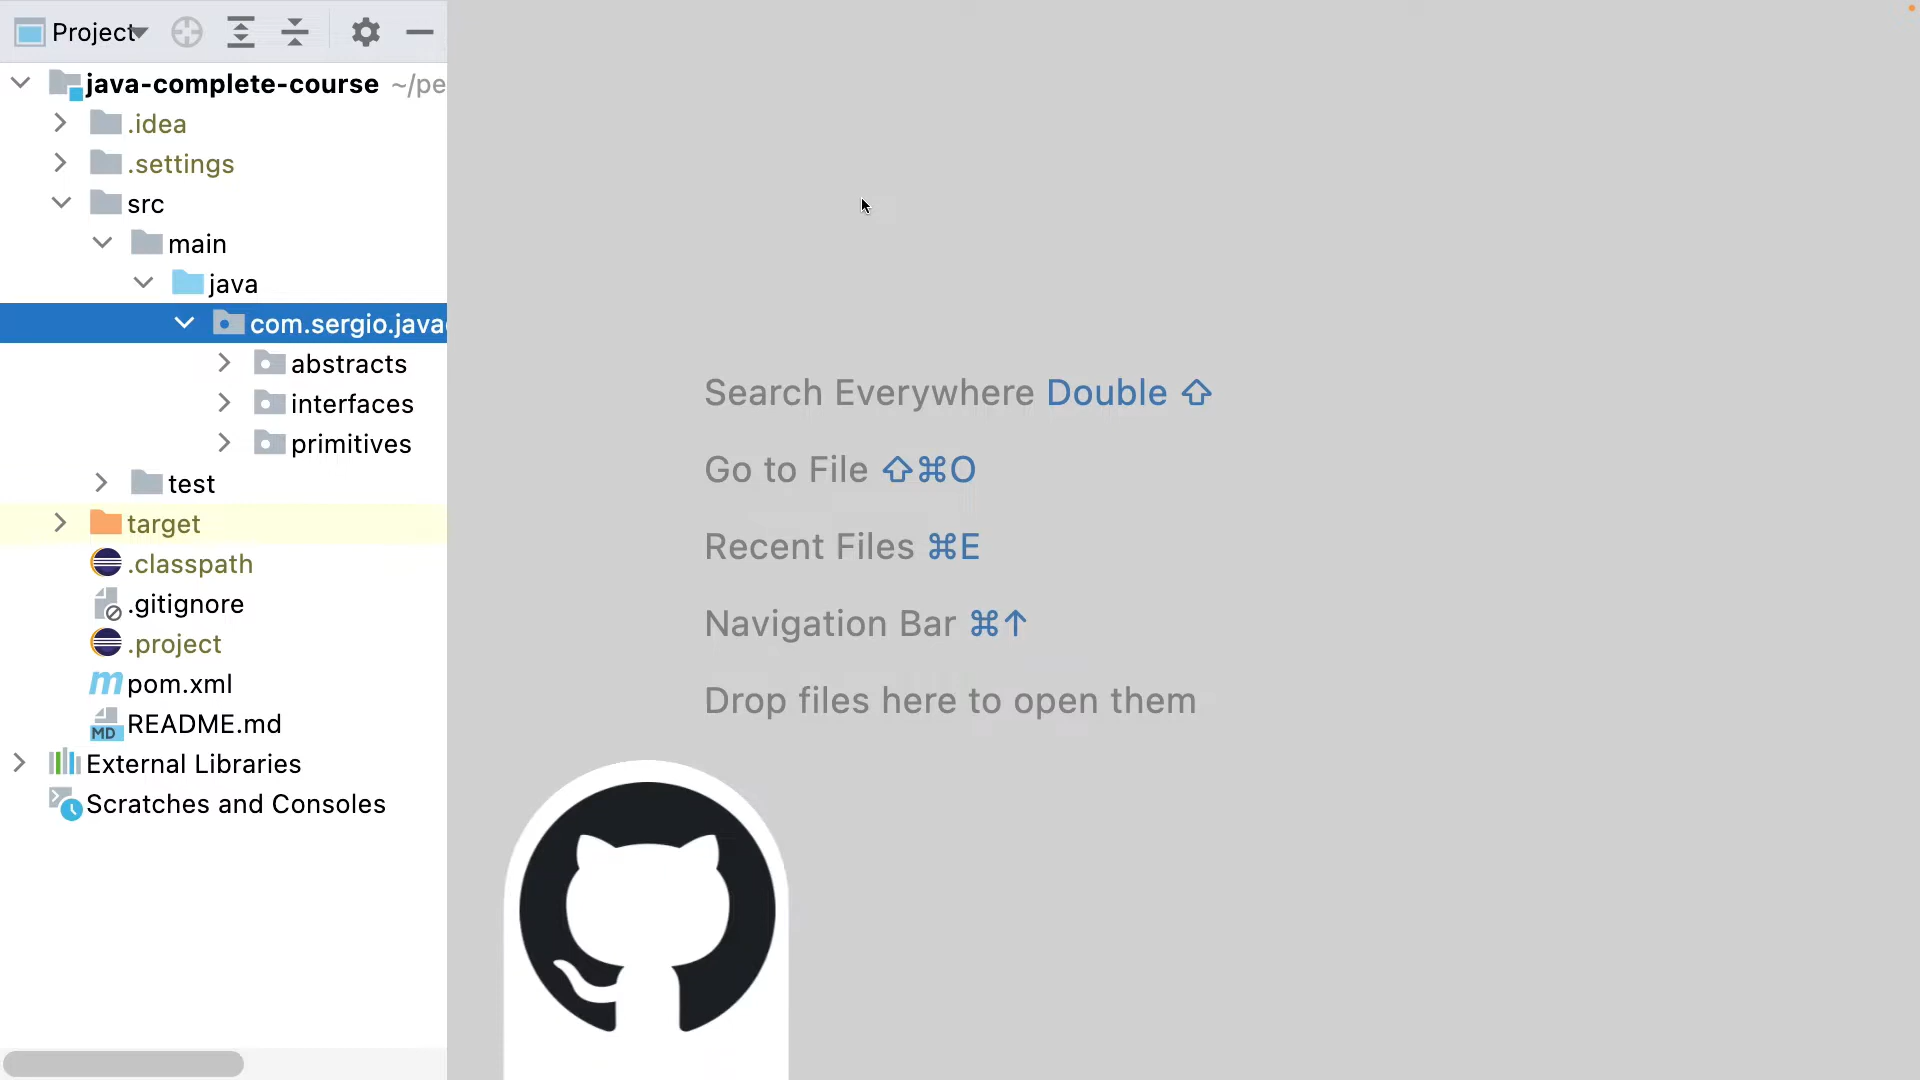 Project
java-complete-course ~/pe
.idea
.settings
src
main
java
com.sergio.java
abstracts
interfaces
primitives
test
target
.classpath
.gitignore
.project
m pom.xml
MD README.md
External Libraries
Scratches and Consoles
Search Everywhere Double ⇧
Go to File ⇧⌘O
Recent Files ⌘E
Navigation Bar ⌘↑
Drop files here to open them